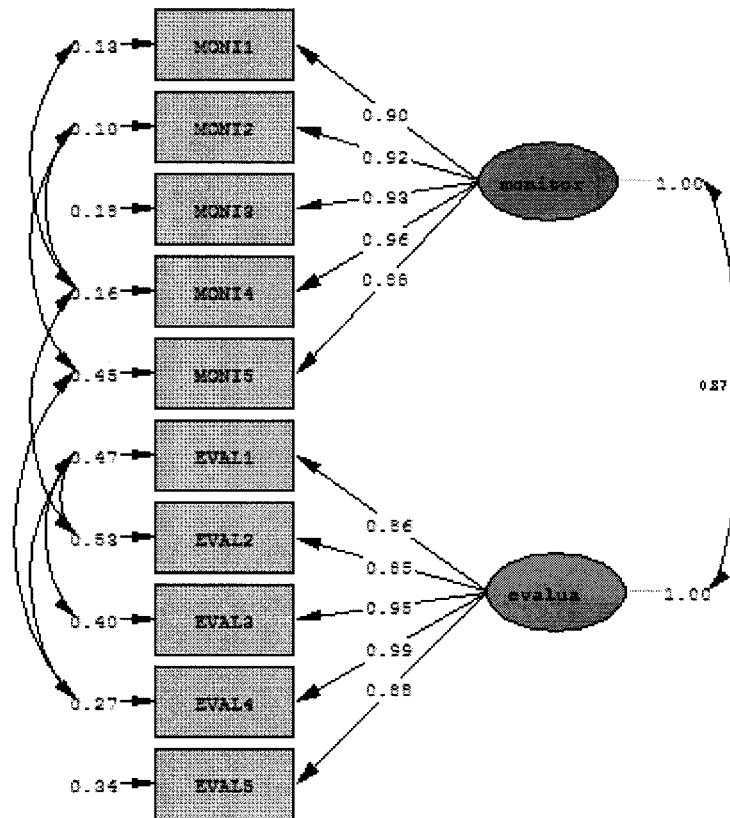 0.13 MONI1
0.90
0.10 MONI2
0.92
monitor 1.00
MONI3
0.93
0.96
0.16 MONI4
0.88
0.45 MONI5
0.47 EVAL1
0.86
0.53 EVAL2
0.85
evalua 1.00
0.40 EVAL3
0.95
0.99
0.27 EVAL4
0.88
0.34 EVAL5